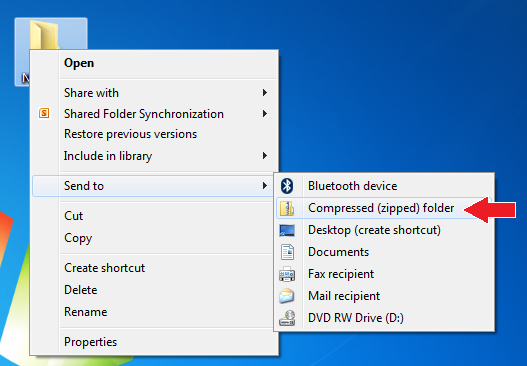 Open
Share with
Shared Folder Synchronization
Restore previous versions
Include in library
Send to
Cut
Copy
Create shortcut
Delete
Rename
Properties
Bluetooth device
Compressed (zipped) folder
Desktop (create shortcut)
Documents
Fax recipient
Mail recipient
DVD RW Drive (D:)